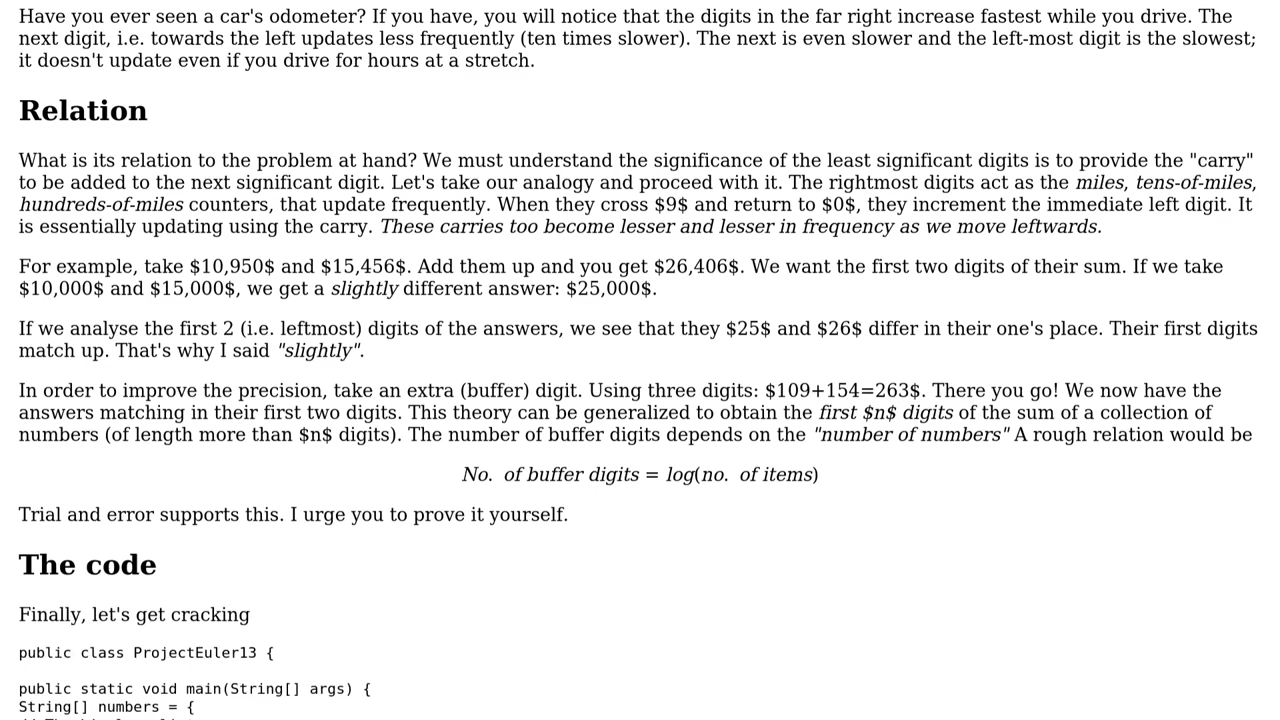 Have you ever seen a car's odometer? If you have, you will notice that the digits in the far right increase fastest while you drive. The
next digit, i.e. towards the left updates less frequently (ten times slower). The next is even slower and the left-most digit is the slowest;
it doesn't update even if you drive for hours at a stretch.
Relation
What is its relation to the problem at hand? We must understand the significance of the least significant digits is to provide the "carry"
to be added to the next significant digit. Let's take our analogy and proceed with it. The rightmost digits act as the miles, tens-of-miles,
hundreds-of-miles counters, that update frequently. When they cross $9$ and return to $0$, they increment the immediate left digit. It
is essentially updating using the carry. These carries too become lesser and lesser in frequency as we move leftwards.
For example, take $10,950$ and $15,456$. Add them up and you get $26,406$. We want the first two digits of their sum. If we take
$10,000$ and $15,000$, we get a slightly different answer: $25,000$.
If we analyse the first 2 (i.e. leftmost) digits of the answers, we see that they $25$ and $26$ differ in their one's place. Their first digits
match up. That's why I said "slightly".
In order to improve the precision, take an extra (buffer) digit. Using three digits: $109+154=263$. There you go! We now have the
answers matching in their first two digits. This theory can be generalized to obtain the first $n$ digits of the sum of a collection of
numbers (of length more than $n$ digits). The number of buffer digits depends on the "number of numbers" A rough relation would be
No. of buffer digits = log(no. of items)
Trial and error supports this. I urge you to prove it yourself.
The code
Finally, let's get cracking
public class ProjectEuler13 {
public static void main(String[] args) {
String[] numbers = {